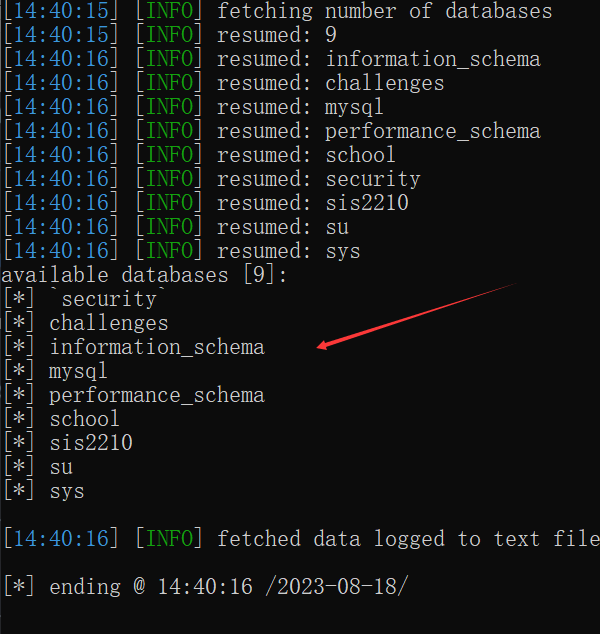 [14:40:15] [INFO] fetching number of databases
[14:40:15] [INFO] resumed: 9
[14:40:16] [INFO] resumed: information_schema
[14:40:16] [INFO] resumed: challenges
[14:40:16] [INFO] resumed: mysql
[14:40:16] [INFO] resumed: performance_schema
[14:40:16] [INFO] resumed: school
[14:40:16] [INFO] resumed: security
[14:40:16] [INFO] resumed: sis2210
[14:40:16] [INFO] resumed: su
[14:40:16] [INFO] resumed: sys
available databases [9]:
[*] `security`
[*] challenges
[*] information_schema
[*] mysql
[*] performance_schema
[*] school
[*] sis2210
[*] su
[*] sys
[14:40:16] [INFO] fetched data logged to text file
[*] ending @ 14:40:16 /2023-08-18/